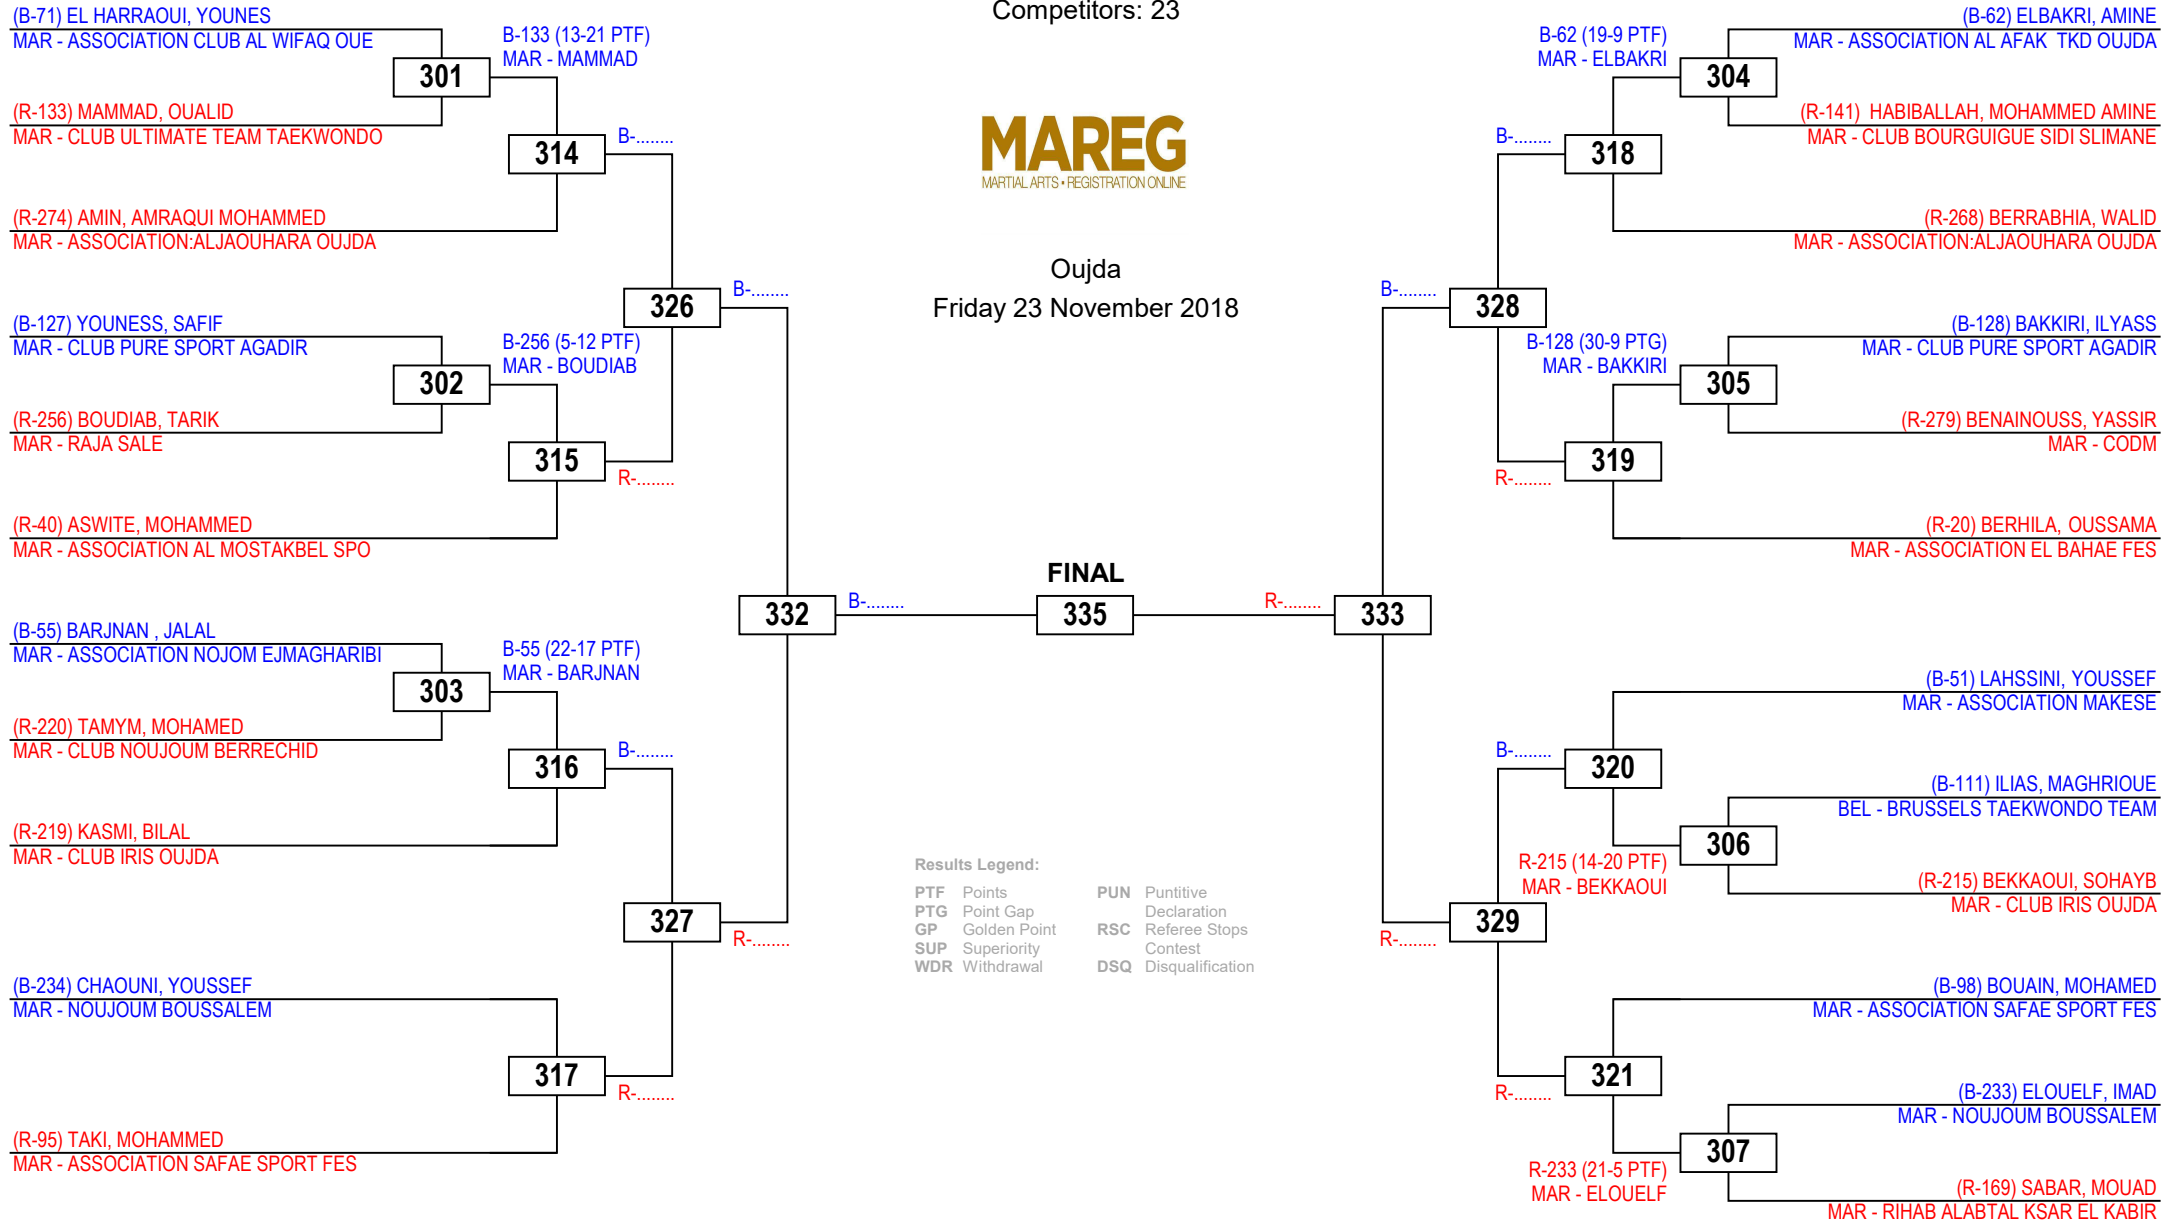 Competitors: 23
MAREG
MARTIAL ARTS • REGISTRATION ONLINE
Oujda
Friday 23 November 2018
(B-71) EL HARRAOUI, YOUNES
MAR - ASSOCIATION CLUB AL WIFAQ OUE
301
B-133 (13-21 PTF)
MAR - MAMMAD
(R-133) MAMMAD, OUALID
MAR - CLUB ULTIMATE TEAM TAEKWONDO
314
B-........
(R-274) AMIN, AMRAQUI MOHAMMED
MAR - ASSOCIATION:ALJAOUHARA OUJDA
326
B-........
(B-127) YOUNESS, SAFIF
MAR - CLUB PURE SPORT AGADIR
302
B-256 (5-12 PTF)
MAR - BOUDIAB
(R-256) BOUDIAB, TARIK
MAR - RAJA SALE
315
R-........
(R-40) ASWITE, MOHAMMED
MAR - ASSOCIATION AL MOSTAKBEL SPO
332
B-........
(B-55) BARJNAN , JALAL
MAR - ASSOCIATION NOJOM EJMAGHARIBI
303
B-55 (22-17 PTF)
MAR - BARJNAN
(R-220) TAMYM, MOHAMED
MAR - CLUB NOUJOUM BERRECHID
316
B-........
(R-219) KASMI, BILAL
MAR - CLUB IRIS OUJDA
327
R-........
(B-234) CHAOUNI, YOUSSEF
MAR - NOUJOUM BOUSSALEM
317
R-........
(R-95) TAKI, MOHAMMED
MAR - ASSOCIATION SAFAE SPORT FES
FINAL
335
Results Legend:
PTF Points
PTG Point Gap
GP Golden Point
SUP Superiority
WDR Withdrawal
PUN Puntitive
Declaration
RSC Referee Stops
Contest
DSQ Disqualification
(B-62) ELBAKRI, AMINE
MAR - ASSOCIATION AL AFAK TKD OUJDA
B-62 (19-9 PTF)
MAR - ELBAKRI
304
(R-141) HABIBALLAH, MOHAMMED AMINE
MAR - CLUB BOURGUIGUE SIDI SLIMANE
B-........
318
(R-268) BERRABHIA, WALID
MAR - ASSOCIATION:ALJAOUHARA OUJDA
B-........
328
(B-128) BAKKIRI, ILYASS
MAR - CLUB PURE SPORT AGADIR
B-128 (30-9 PTG)
MAR - BAKKIRI
305
(R-279) BENAINOUSS, YASSIR
MAR - CODM
R-........
319
(R-20) BERHILA, OUSSAMA
MAR - ASSOCIATION EL BAHAE FES
R-........
333
(B-51) LAHSSINI, YOUSSEF
MAR - ASSOCIATION MAKESE
B-........
320
(B-111) ILIAS, MAGHRIOUE
BEL - BRUSSELS TAEKWONDO TEAM
306
R-215 (14-20 PTF)
MAR - BEKKAOUI
(R-215) BEKKAOUI, SOHAYB
MAR - CLUB IRIS OUJDA
R-........
329
(B-98) BOUAIN, MOHAMED
MAR - ASSOCIATION SAFAE SPORT FES
R-........
321
(B-233) ELOUELF, IMAD
MAR - NOUJOUM BOUSSALEM
307
R-233 (21-5 PTF)
MAR - ELOUELF
(R-169) SABAR, MOUAD
MAR - RIHAB ALABTAL KSAR EL KABIR